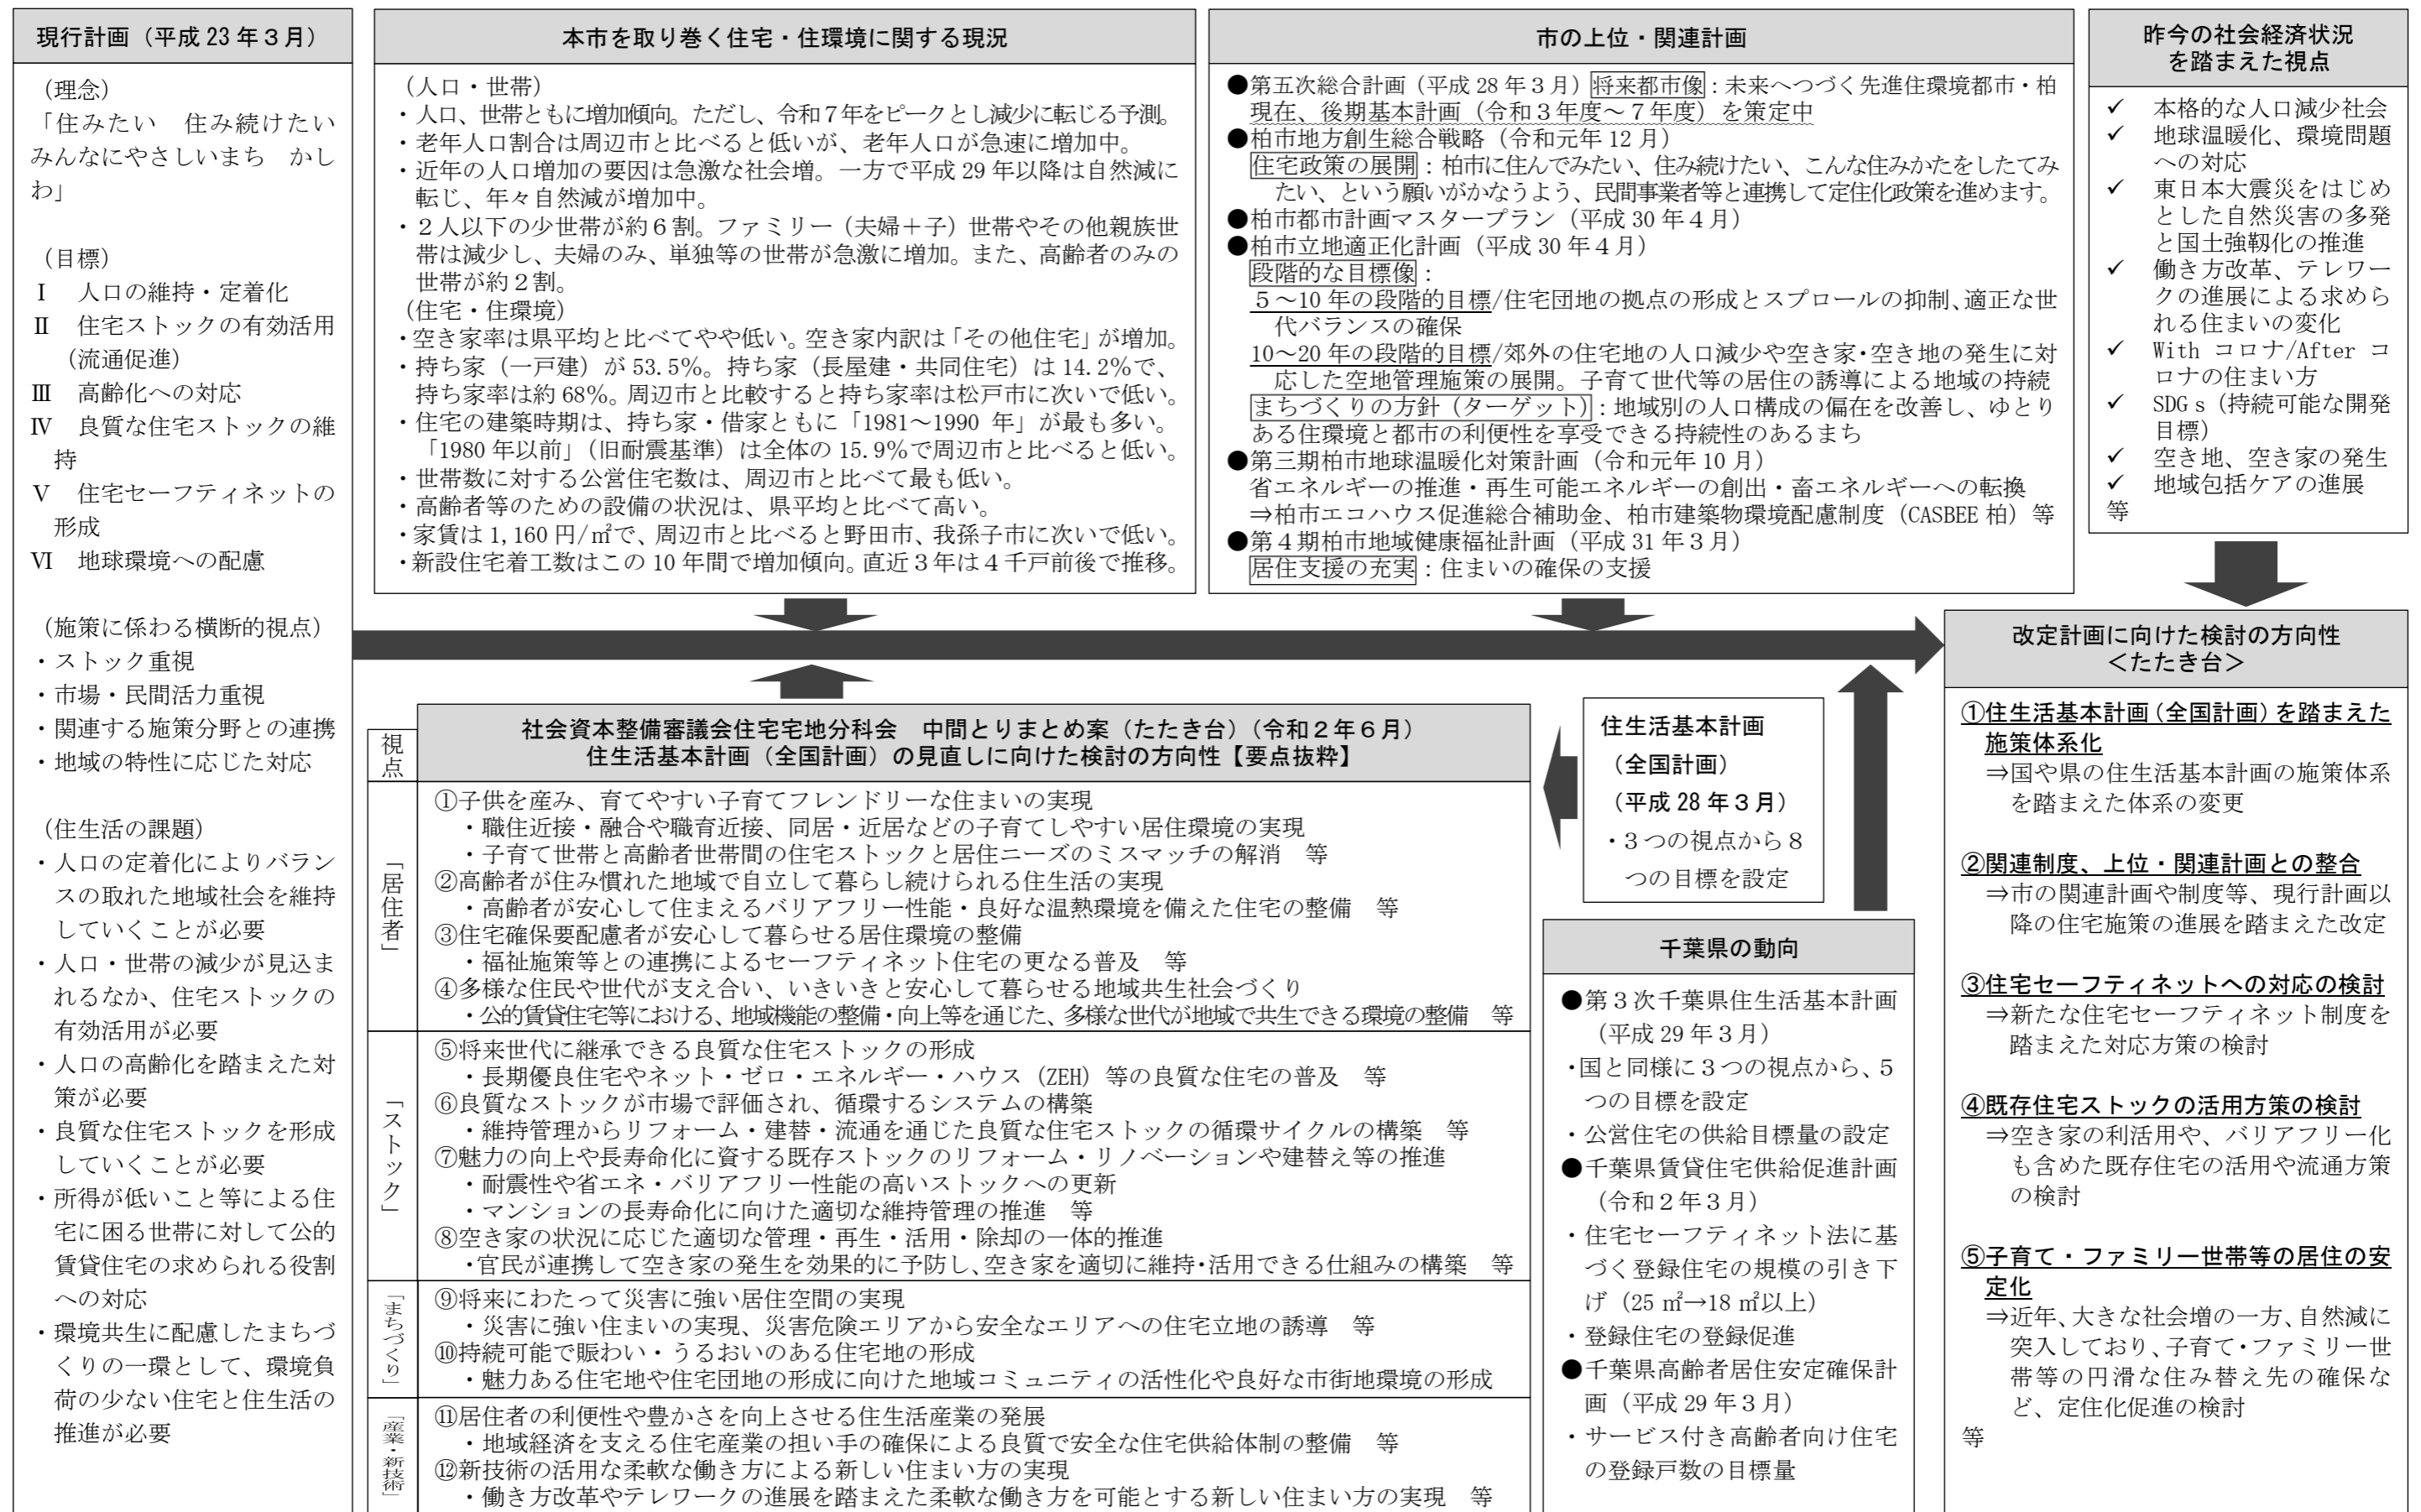 現行計画（平成 23 年３月）
（理念）
「住みたい　住み続けたい
みんなにやさしいまち　かし
わ」
（目標）
Ⅰ　人口の維持・定着化
Ⅱ　住宅ストックの有効活用
（流通促進）
Ⅲ　高齢化への対応
Ⅳ　良質な住宅ストックの維
持
Ⅴ　住宅セーフティネットの
形成
Ⅵ　地球環境への配慮
（施策に係わる横断的視点）
・ストック重視
・市場・民間活力重視
・関連する施策分野との連携
・地域の特性に応じた対応
（住生活の課題）
・人口の定着化によりバラン
スの取れた地域社会を維持
していくことが必要
・人口・世帯の減少が見込ま
れるなか、住宅ストックの
有効活用が必要
・人口の高齢化を踏まえた対
策が必要
・良質な住宅ストックを形成
していくことが必要
・所得が低いこと等による住
宅に困る世帯に対して公的
賃貸住宅の求められる役割
への対応
・環境共生に配慮したまちづ
くりの一環として、環境負
荷の少ない住宅と住生活の
推進が必要
本市を取り巻く住宅・住環境に関する現況
（人口・世帯）
・人口、世帯ともに増加傾向。ただし、令和７年をピークとし減少に転じる予測。
・老年人口割合は周辺市と比べると低いが、老年人口が急速に増加中。
・近年の人口増加の要因は急激な社会増。一方で平成 29 年以降は自然減に
転じ、年々自然減が増加中。
・２人以下の少世帯が約６割。ファミリー（夫婦＋子）世帯やその他親族世
帯は減少し、夫婦のみ、単独等の世帯が急激に増加。また、高齢者のみの
世帯が約２割。
（住宅・住環境）
・空き家率は県平均と比べてやや低い。空き家内訳は「その他住宅」が増加。
・持ち家（一戸建）が 53.5％。持ち家（長屋建・共同住宅）は 14.2％で、
持ち家率は約 68％。周辺市と比較すると持ち家率は松戸市に次いで低い。
・住宅の建築時期は、持ち家・借家ともに「1981～1990 年」が最も多い。
「1980 年以前」（旧耐震基準）は全体の 15.9％で周辺市と比べると低い。
・世帯数に対する公営住宅数は、周辺市と比べて最も低い。
・高齢者等のための設備の状況は、県平均と比べて高い。
・家賃は 1,160 円/㎡で、周辺市と比べると野田市、我孫子市に次いで低い。
・新設住宅着工数はこの 10 年間で増加傾向。直近３年は４千戸前後で推移。
市の上位・関連計画
●第五次総合計画（平成 28 年３月）将来都市像：未来へつづく先進住環境都市・柏
現在、後期基本計画（令和３年度～７年度）を策定中
●柏市地方創生総合戦略（令和元年 12 月）
住宅政策の展開：柏市に住んでみたい、住み続けたい、こんな住みかたをしたてみ
たい、という願いがかなうよう、民間事業者等と連携して定住化政策を進めます。
●柏市都市計画マスタープラン（平成 30 年４月）
●柏市立地適正化計画（平成 30 年４月）
段階的な目標像：
５～10 年の段階的目標/住宅団地の拠点の形成とスプロールの抑制、適正な世
代バランスの確保
10～20 年の段階的目標/郊外の住宅地の人口減少や空き家・空き地の発生に対
応した空地管理施策の展開。子育て世代等の居住の誘導による地域の持続
まちづくりの方針（ターゲット）：地域別の人口構成の偏在を改善し、ゆとり
ある住環境と都市の利便性を享受できる持続性のあるまち
●第三期柏市地球温暖化対策計画（令和元年 10 月）
省エネルギーの推進・再生可能エネルギーの創出・畜エネルギーへの転換
⇒柏市エコハウス促進総合補助金、柏市建築物環境配慮制度（CASBEE 柏）等
●第４期柏市地域健康福祉計画（平成 31 年３月）
居住支援の充実：住まいの確保の支援
昨今の社会経済状況
を踏まえた視点
✓　本格的な人口減少社会
✓　地球温暖化、環境問題
への対応
✓　東日本大震災をはじめ
とした自然災害の多発
と国土強靱化の推進
✓　働き方改革、テレワー
クの進展による求めら
れる住まいの変化
✓　With コロナ/After コ
ロナの住まい方
✓　SDGｓ（持続可能な開発
目標）
✓　空き地、空き家の発生
✓　地域包括ケアの進展
等
視点
社会資本整備審議会住宅宅地分科会　中間とりまとめ案（たたき台）（令和２年６月）
住生活基本計画（全国計画）の見直しに向けた検討の方向性【要点抜粋】
「居住者」
①子供を産み、育てやすい子育てフレンドリーな住まいの実現
・職住近接・融合や職育近接、同居・近居などの子育てしやすい居住環境の実現
・子育て世帯と高齢者世帯間の住宅ストックと居住ニーズのミスマッチの解消　等
②高齢者が住み慣れた地域で自立して暮らし続けられる住生活の実現
・高齢者が安心して住まえるバリアフリー性能・良好な温熱環境を備えた住宅の整備　等
③住宅確保要配慮者が安心して暮らせる居住環境の整備
・福祉施策等との連携によるセーフティネット住宅の更なる普及　等
④多様な住民や世代が支え合い、いきいきと安心して暮らせる地域共生社会づくり
・公的賃貸住宅等における、地域機能の整備・向上等を通じた、多様な世代が地域で共生できる環境の整備　等
「ストック」
⑤将来世代に継承できる良質な住宅ストックの形成
・長期優良住宅やネット・ゼロ・エネルギー・ハウス（ZEH）等の良質な住宅の普及　等
⑥良質なストックが市場で評価され、循環するシステムの構築
・維持管理からリフォーム・建替・流通を通じた良質な住宅ストックの循環サイクルの構築　等
⑦魅力の向上や長寿命化に資する既存ストックのリフォーム・リノベーションや建替え等の推進
・耐震性や省エネ・バリアフリー性能の高いストックへの更新
・マンションの長寿命化に向けた適切な維持管理の推進　等
⑧空き家の状況に応じた適切な管理・再生・活用・除却の一体的推進
・官民が連携して空き家の発生を効果的に予防し、空き家を適切に維持・活用できる仕組みの構築　等
「まちづくり」
⑨将来にわたって災害に強い居住空間の実現
・災害に強い住まいの実現、災害危険エリアから安全なエリアへの住宅立地の誘導　等
⑩持続可能で賑わい・うるおいのある住宅地の形成
・魅力ある住宅地や住宅団地の形成に向けた地域コミュニティの活性化や良好な市街地環境の形成
「産業・新技術」
⑪居住者の利便性や豊かさを向上させる住生活産業の発展
・地域経済を支える住宅産業の担い手の確保による良質で安全な住宅供給体制の整備　等
⑫新技術の活用な柔軟な働き方による新しい住まい方の実現
・働き方改革やテレワークの進展を踏まえた柔軟な働き方を可能とする新しい住まい方の実現　等
住生活基本計画
（全国計画）
（平成 28 年３月）
・３つの視点から８
つの目標を設定
千葉県の動向
●第３次千葉県住生活基本計画
（平成 29 年３月）
・国と同様に３つの視点から、５
つの目標を設定
・公営住宅の供給目標量の設定
●千葉県賃貸住宅供給促進計画
（令和２年３月）
・住宅セーフティネット法に基
づく登録住宅の規模の引き下
げ（25 ㎡→18 ㎡以上）
・登録住宅の登録促進
●千葉県高齢者居住安定確保計
画（平成 29 年３月）
・サービス付き高齢者向け住宅
の登録戸数の目標量
改定計画に向けた検討の方向性
＜たたき台＞
①住生活基本計画（全国計画）を踏まえた
施策体系化
⇒国や県の住生活基本計画の施策体系
を踏まえた体系の変更
②関連制度、上位・関連計画との整合
⇒市の関連計画や制度等、現行計画以
降の住宅施策の進展を踏まえた改定
③住宅セーフティネットへの対応の検討
⇒新たな住宅セーフティネット制度を
踏まえた対応方策の検討
④既存住宅ストックの活用方策の検討
⇒空き家の利活用や、バリアフリー化
も含めた既存住宅の活用や流通方策
の検討
⑤子育て・ファミリー世帯等の居住の安
定化
⇒近年、大きな社会増の一方、自然減に
突入しており、子育て・ファミリー世
帯等の円滑な住み替え先の確保な
ど、定住化促進の検討
等